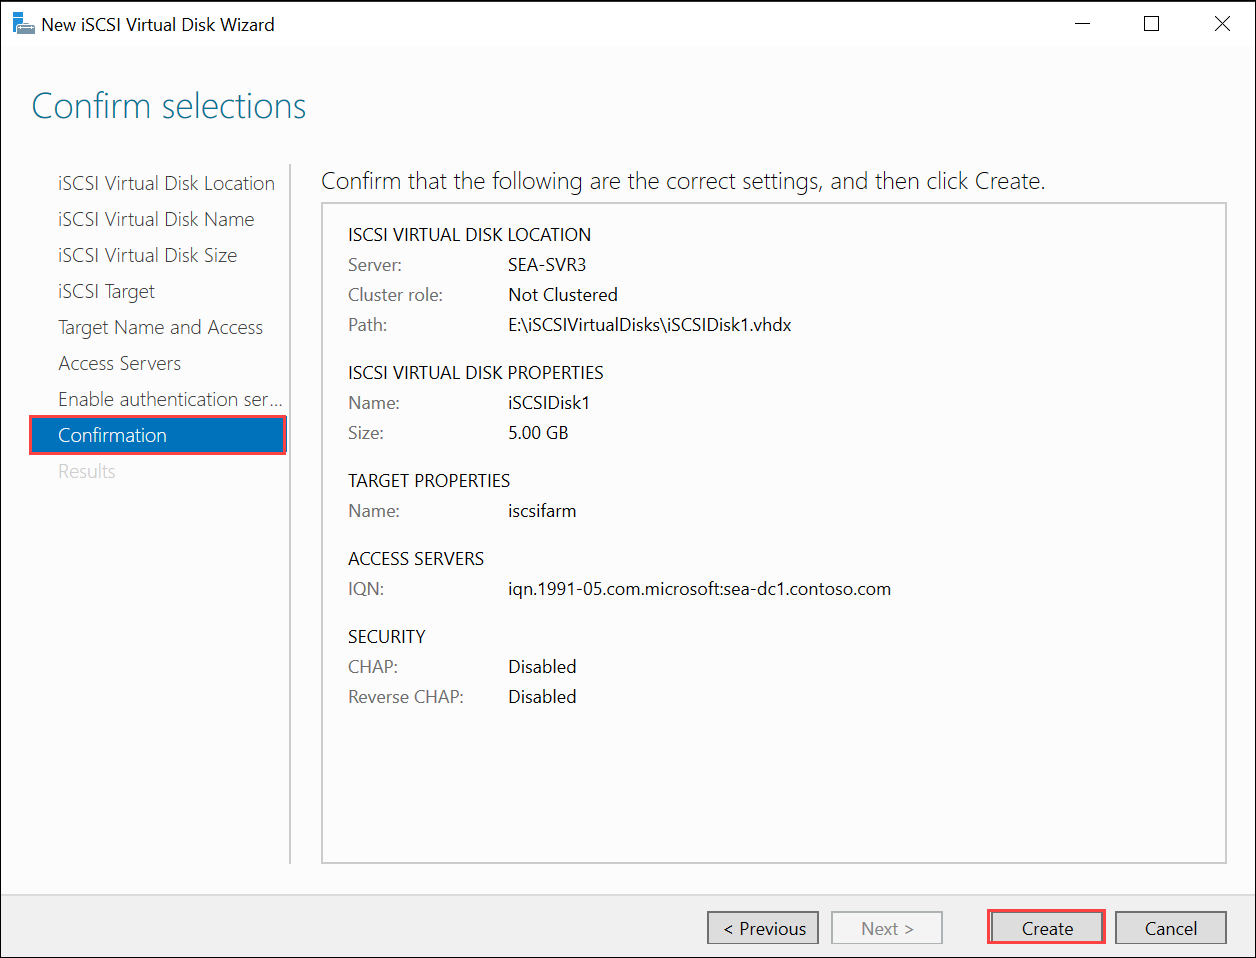 New iSCSI Virtual Disk Wizard
Confirm selections
iSCSI Virtual Disk Location
iSCSI Virtual Disk Name
iSCSI Virtual Disk Size
iSCSI Target
Target Name and Access
Access Servers
Enable authentication ser...
Confirmation
Results
Confirm that the following are the correct settings, and then click Create.
ISCSI VIRTUAL DISK LOCATION
Server: SEA-SVR3
Cluster role: Not Clustered
Path: E:\iSCSIVirtualDisks\iSCSIDisk1.vhdx
ISCSI VIRTUAL DISK PROPERTIES
Name: iSCSIDisk1
Size: 5.00 GB
TARGET PROPERTIES
Name: iscsifarm
ACCESS SERVERS
IQN: iqn.1991-05.com.microsoft:sea-dc1.contoso.com
SECURITY
CHAP: Disabled
Reverse CHAP: Disabled
< Previous Next > Create Cancel